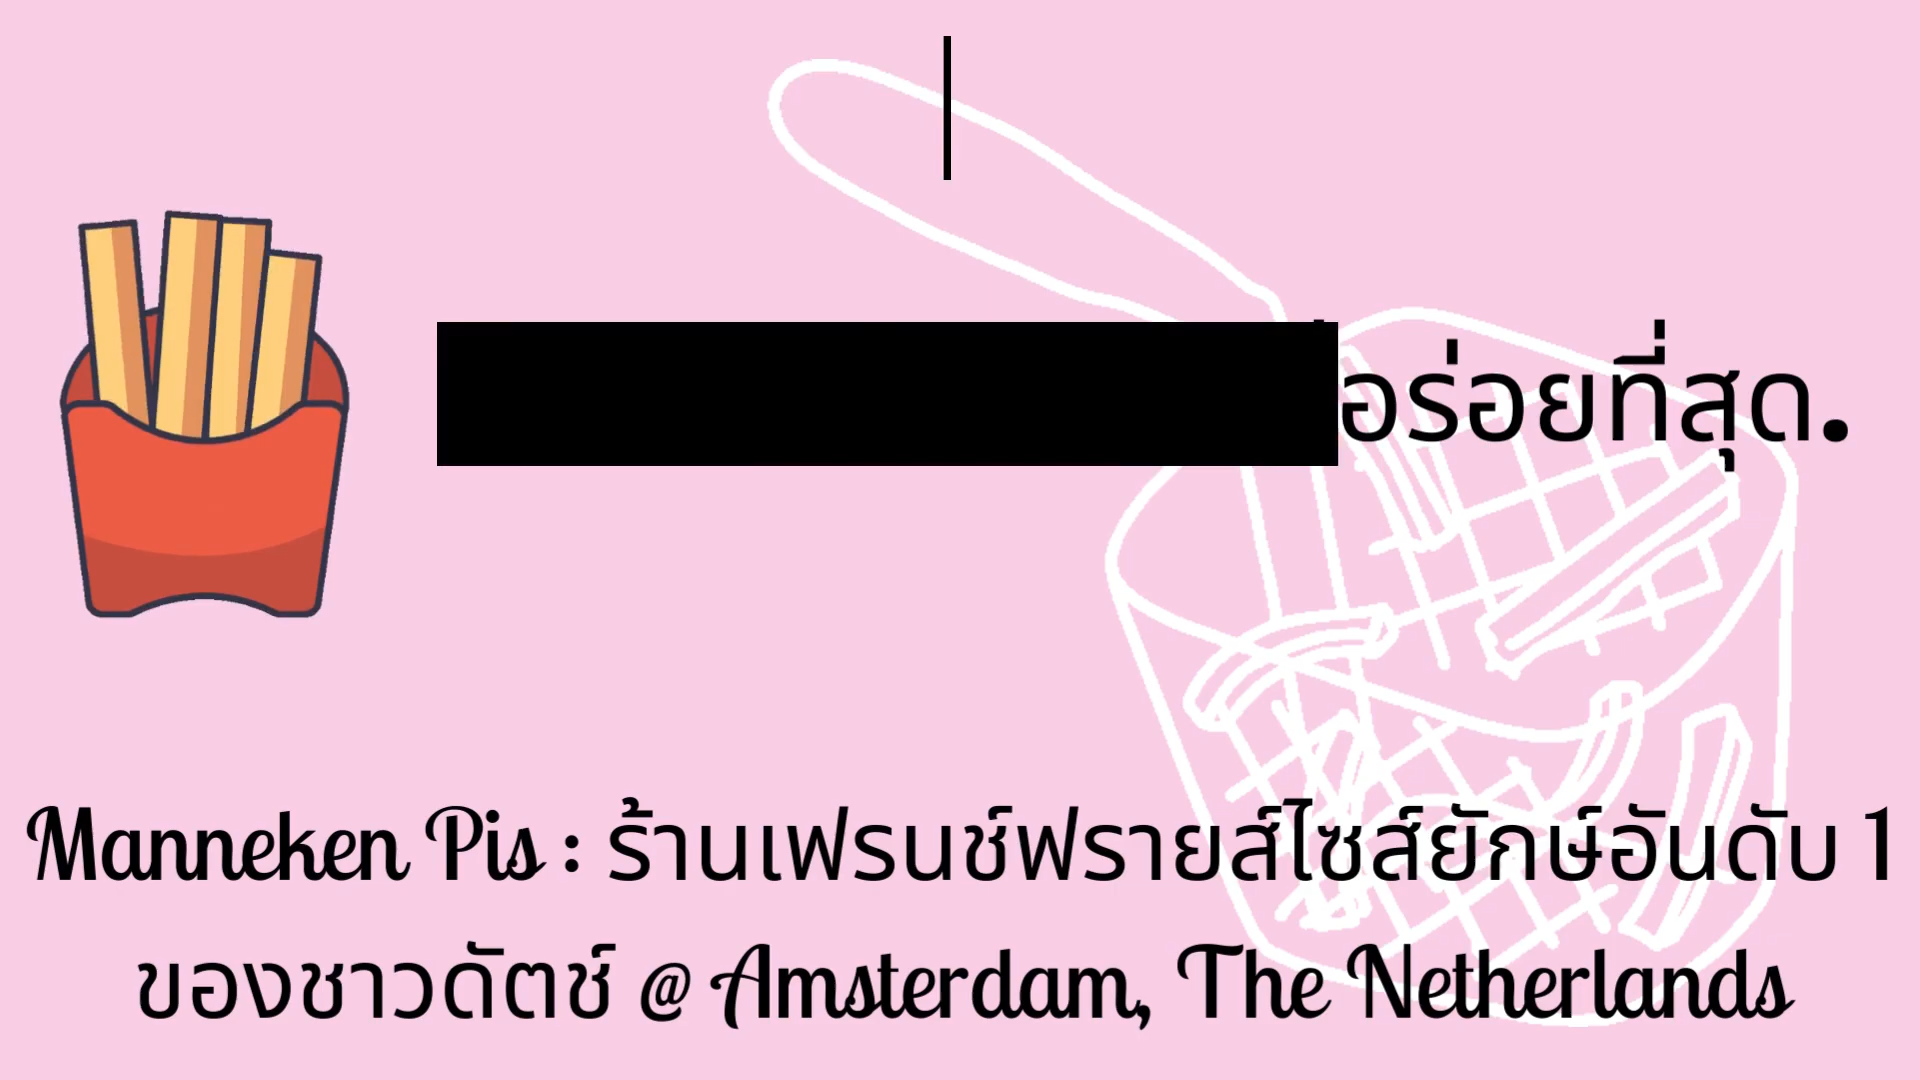 อร่อยที่สุด.
Manneken Pis : ร้านเฟรนช์ฟรายส์ไซส์ยักษ์อันดับ 1
ของชาวดัตช์ @ Amsterdam, The Netherlands